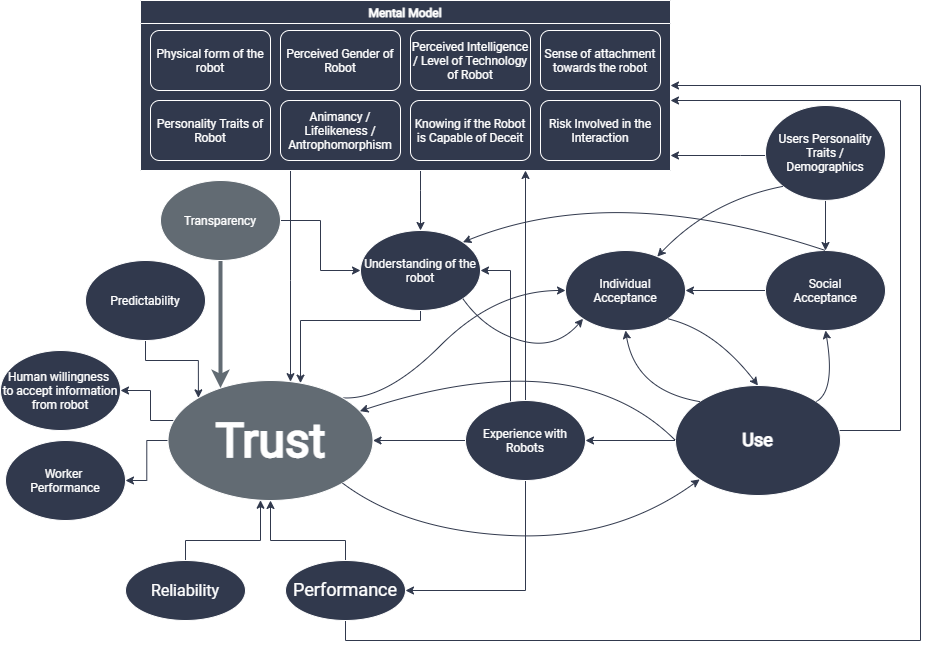 Mental Model
Physical form of the
robot
Perceived Gender of
Robot
Perceived Intelligence
/ Level of Technology
of Robot
Sense of attachment
towards the robot
Personality Traits of
Robot
Animancy /
Lifelikeness /
Antrophomorphism
Knowing if the Robot
is Capable of Deceit
Risk Involved in the
Interaction
Users Personality
Traits /
Demographics
Transparency
Understanding of the
robot
Predictability
Individual
Acceptance
Social
Acceptance
Human willingness
to accept information
from robot
Trust
Experience with
Robots
Use
Worker
Performance
Reliability
Performance